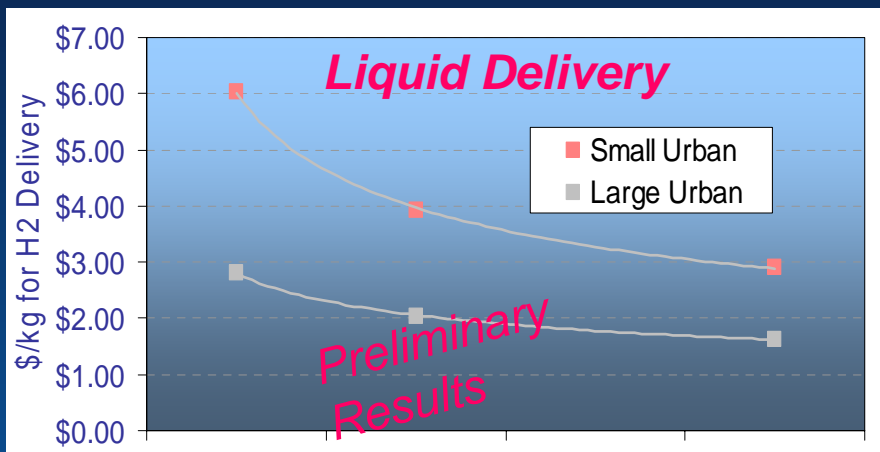 $7.00
$6.00
$5.00
$4.00
$3.00
$2.00
$1.00
$0.00
$/kg for H2 Delivery
Liquid Delivery
Small Urban
Large Urban
Preliminary
Results